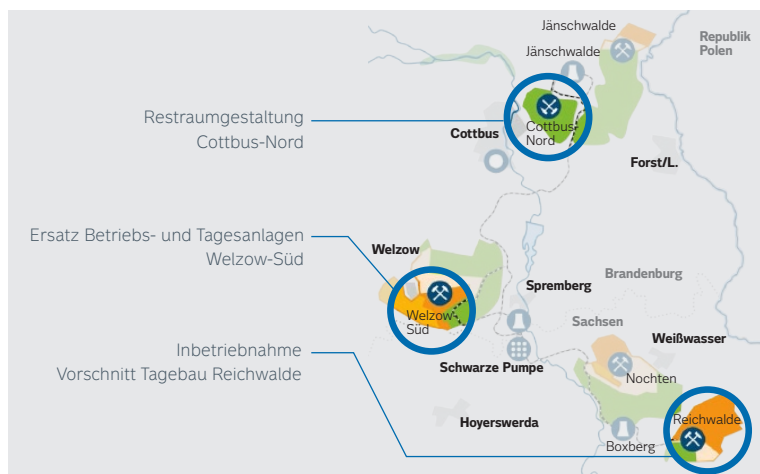 Jänschwalde
Republik
Polen
Jänschwalde
Restraumgestaltung
Cottbus-Nord
Cottbus-
Nord
Cottbus
Forst/L.
Ersatz Betriebs- und Tagesanlagen
Welzow-Süd
Welzow
Brandenburg
Spremberg
Welzow-
Süd
Sachsen
Weißwasser
Inbetriebnahme
Vorschnitt Tagebau Reichwalde
Schwarze Pumpe
Nochten
Hoyerswerda
Reichwalde
Boxberg